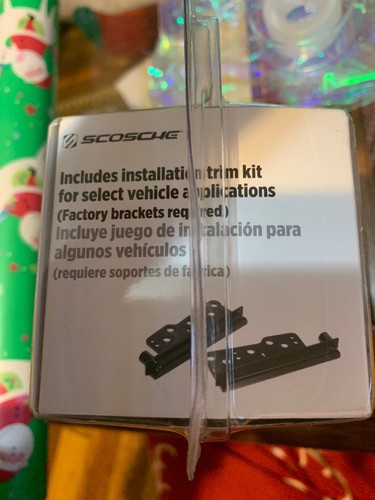 SCOSCHE
Includes installation trim kit
for select vehicle applications
(Factory brackets required)
Incluye juego de instalación para
algunos vehículos
(requiere soportes de fabrica)